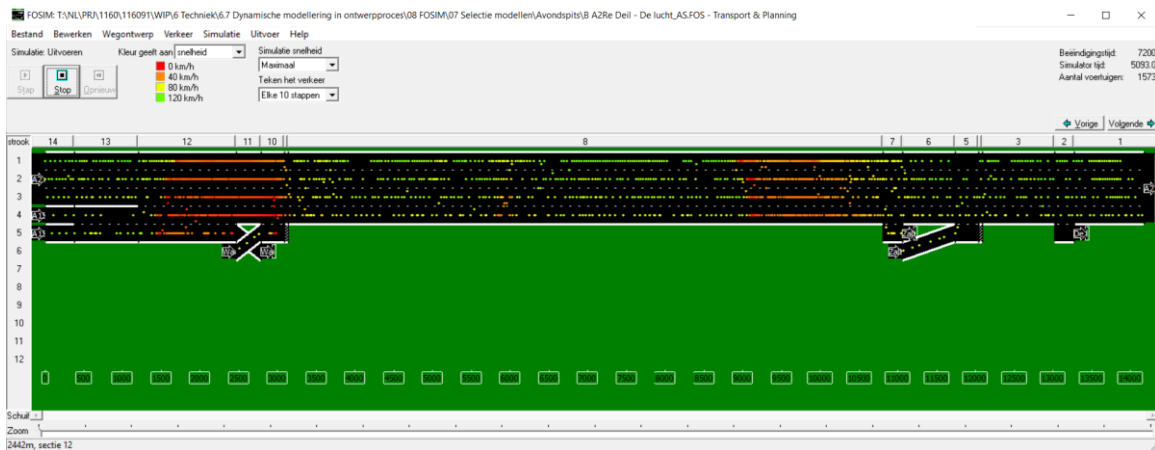 FOSIM: T:\NL\PRJ\1160\116091\WIP\6 Techniek\6.7 Dynamische modellering in ontwerpproces\08 FOSIM\07 Selectie modellen\Avondspits\B A2Re Deil - De lucht_AS.FOS - Transport & Planning
Bestand Bewerken Wegontwerp Verkeer Simulatie Uitvoer Help
Simulatie: Uitvoeren Kleur geeft aan: snelheid Simulatie snelheid Beëindigingstijd: 7200
0 km/h Maximaal Simulator tijd: 5093.0
40 km/h Teken het verkeer Aantal voertuigen: 1573
80 km/h
Stap Stop Opnieuw 120 km/h Elke 10 stappen
Vorige Volgende
strook 14 13 12 11 10 8 7 6 5 3 2 1
1
2
3
4
5
6
7
8
9
10
11
12
0 500 1000 1500 2000 2500 3000 3500 4000 4500 5000 5500 6000 6500 7000 7500 8000 8500 9000 9500 10000 10500 11000 11500 12000 12500 13000 13500 14000
Schuif
Zoom
2442m, sectie 12